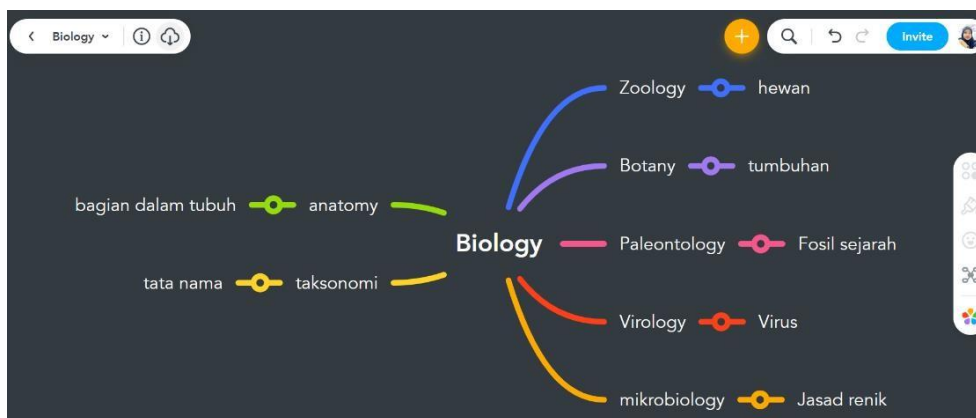 Biology
Invite
Zoology
hewan
Botany
tumbuhan
bagian dalam tubuh
anatomy
Biology
Paleontology
Fosil sejarah
tata nama
taksonomi
Virology
Virus
mikrobiology
Jasad renik